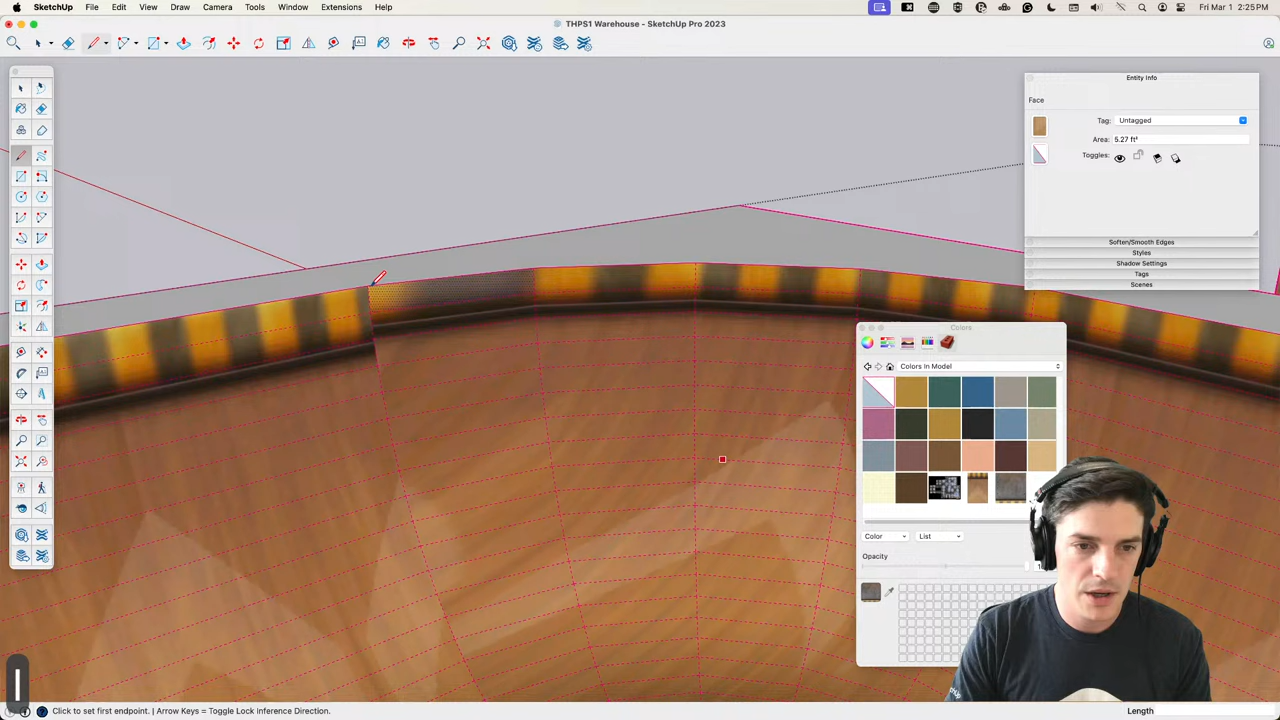 SketchUp File Edit View Draw Camera Tools Window Extensions Help
Fri Mar 1 2:25PM
THPS1 Warehouse - SketchUp Pro 2023
Entity Info
Face
Tag: Untagged
Area: 5.27 ft²
Toggles:
Soften/Smooth Edges
Styles
Shadow Settings
Tags
Scenes
Colors
Colors In Model
Color List
Opacity
Click to set first endpoint. | Arrow Keys = Toggle Lock Inference Direction.
Length